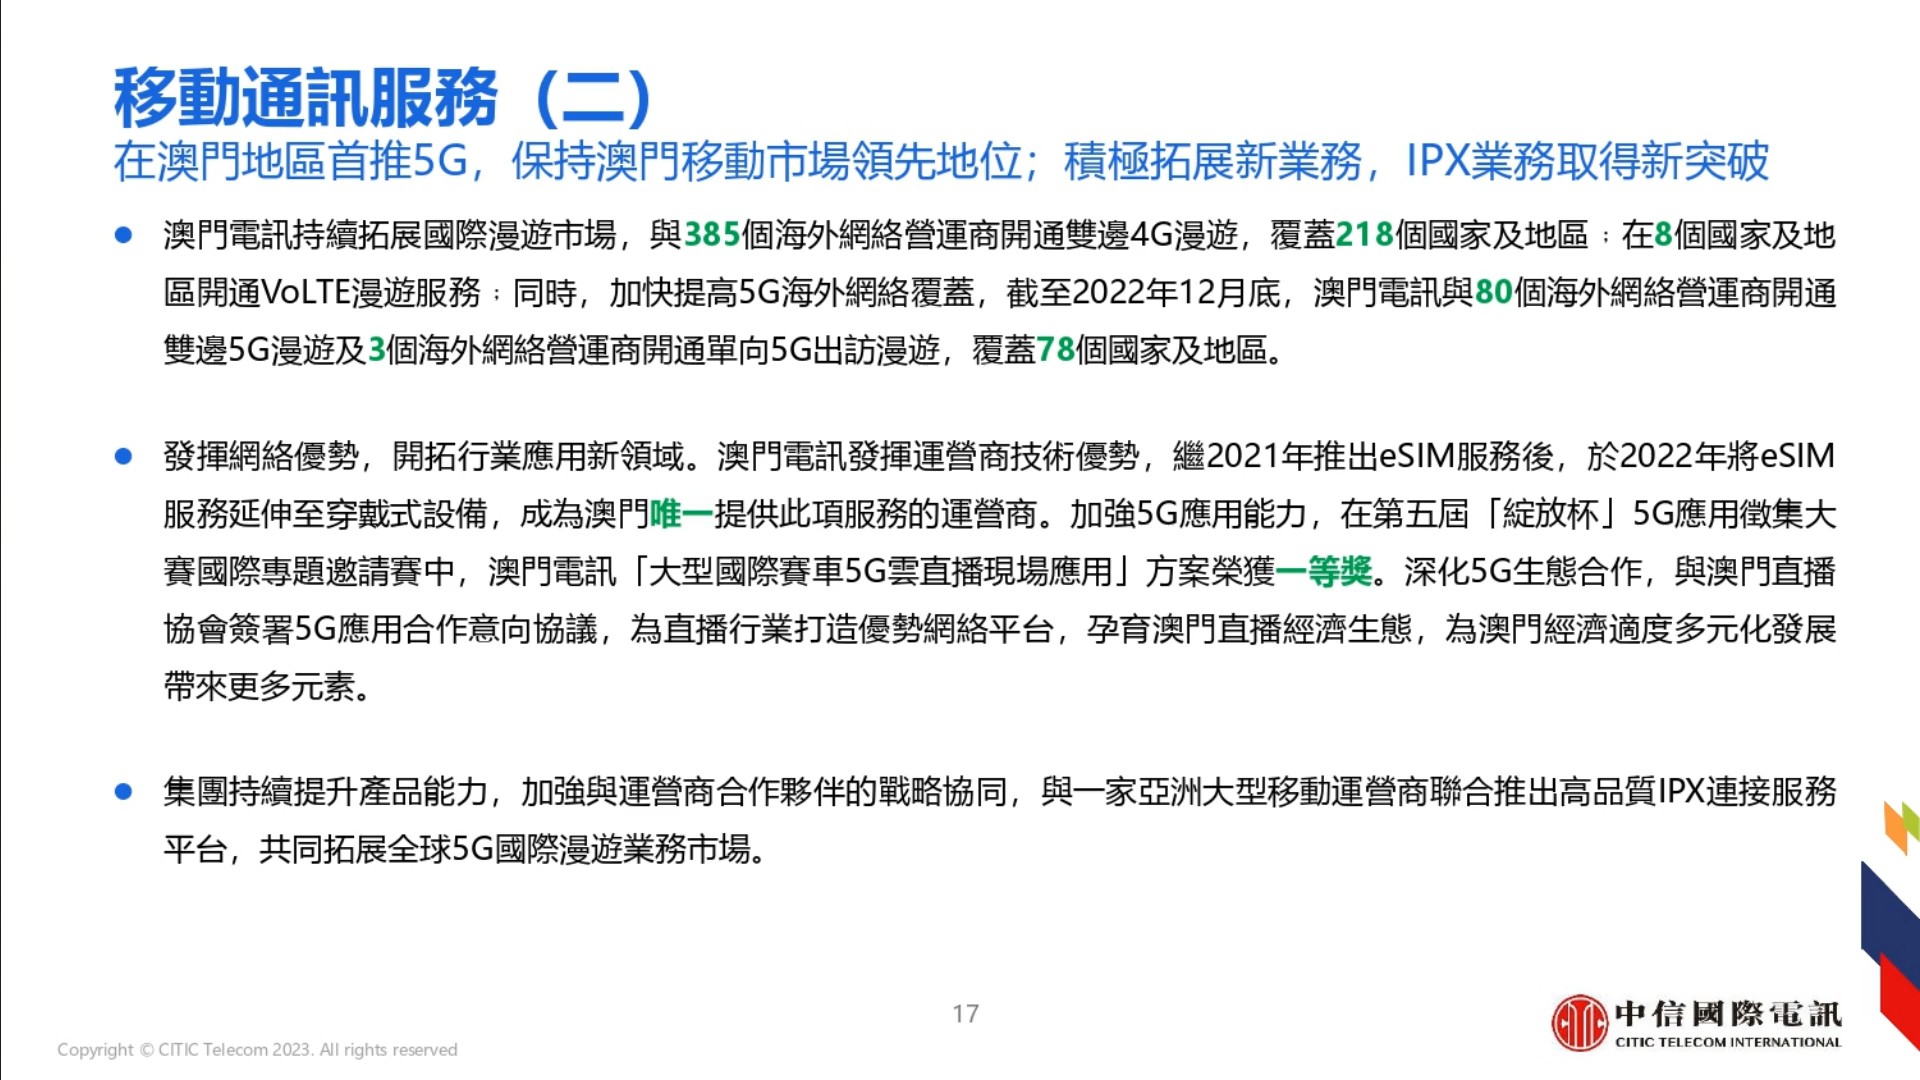 移動通訊服務（二）
在澳門地區首推5G，保持澳門移動市場領先地位；積極拓展新業務，IPX業務取得新突破
● 澳門電訊持續拓展國際漫遊市場，與385個海外網絡營運商開通雙邊4G漫遊，覆蓋218個國家及地區；在8個國家及地
區開通VoLTE漫遊服務；同時，加快提高5G海外網絡覆蓋，截至2022年12月底，澳門電訊與80個海外網絡營運商開通
雙邊5G漫遊及3個海外網絡營運商開通單向5G出訪漫遊，覆蓋78個國家及地區。
● 發揮網絡優勢，開拓行業應用新領域。澳門電訊發揮運營商技術優勢，繼2021年推出eSIM服務後，於2022年將eSIM
服務延伸至穿戴式設備，成為澳門唯一提供此項服務的運營商。加強5G應用能力，在第五屆「綻放杯」5G應用徵集大
賽國際專題邀請賽中，澳門電訊「大型國際賽車5G雲直播現場應用」方案榮獲一等獎。深化5G生態合作，與澳門直播
協會簽署5G應用合作意向協議，為直播行業打造優勢網絡平台，孕育澳門直播經濟生態，為澳門經濟適度多元化發展
帶來更多元素。
● 集團持續提升產品能力，加強與運營商合作夥伴的戰略協同，與一家亞洲大型移動運營商聯合推出高品質IPX連接服務
平台，共同拓展全球5G國際漫遊業務市場。
17
中信國際電訊
CITIC TELECOM INTERNATIONAL
Copyright © CITIC Telecom 2023. All rights reserved